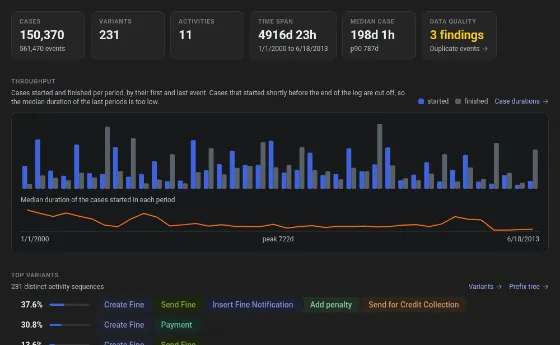 CASES
150,370
561,470 events
VARIANTS
231
ACTIVITIES
11
TIME SPAN
4916d 23h
1/1/2000 to 6/18/2013
MEDIAN CASE
198d 1h
p90 787d
DATA QUALITY
3 findings
Duplicate events →
THROUGHPUT
Cases started and finished per period, by their first and last event. Cases that started shortly before the end of the log are cut off, so
the median duration of the last periods is too low.
started finished Case durations →
Median duration of the cases started in each period
1/1/2000 peak 722d 6/18/2013
TOP VARIANTS
231 distinct activity sequences
Variants → Prefix tree →
37.6% Create Fine Send Fine Insert Fine Notification Add penalty Send for Credit Collection
30.8% Create Fine Payment
13.6% Create Fine Send Fine